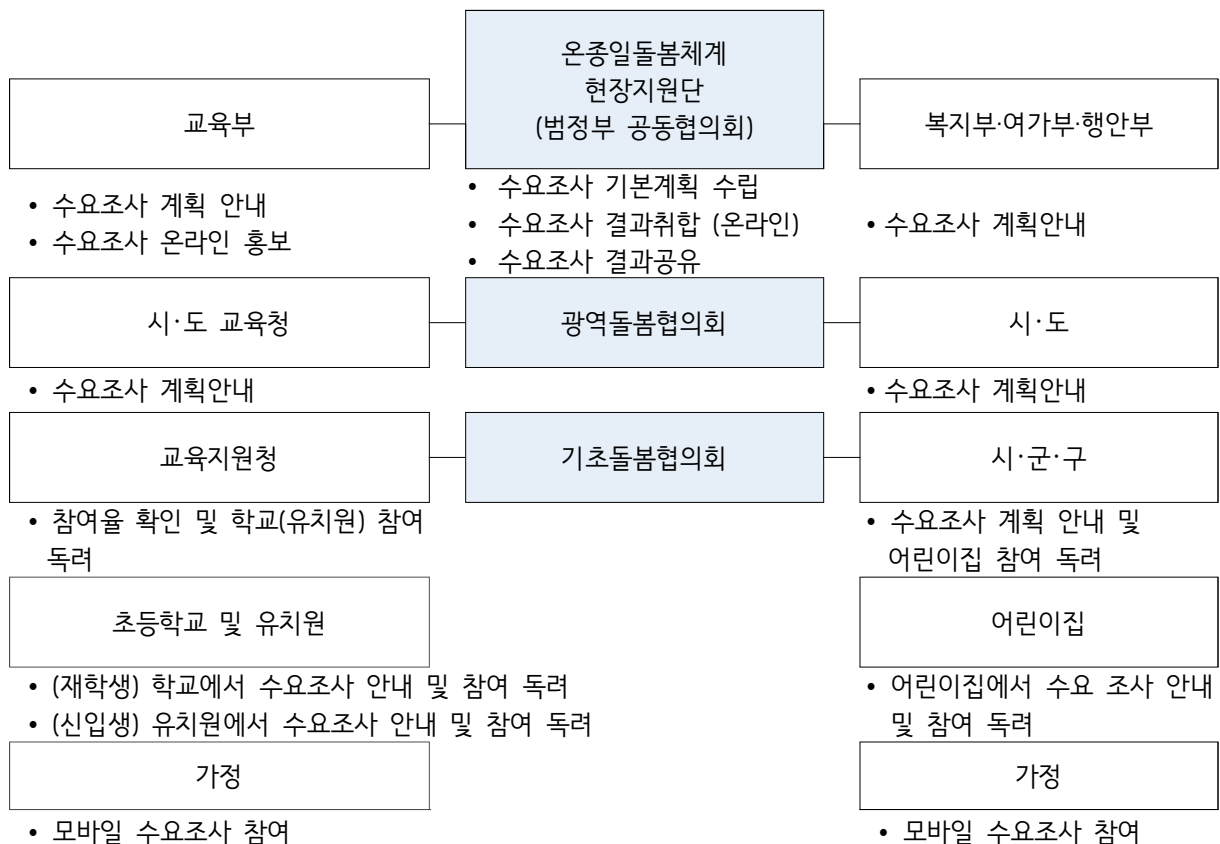 온종일돌봄체계
현장지원단
(범정부 공동협의회)
교육부
복지부·여가부·행안부
• 수요조사 계획 안내
• 수요조사 온라인 홍보
• 수요조사 기본계획 수립
• 수요조사 결과취합 (온라인)
• 수요조사 결과공유
• 수요조사 계획안내
시·도 교육청
광역돌봄협의회
시·도
• 수요조사 계획안내
• 수요조사 계획안내
교육지원청
기초돌봄협의회
시·군·구
• 참여율 확인 및 학교(유치원) 참여
독려
• 수요조사 계획 안내 및
어린이집 참여 독려
초등학교 및 유치원
어린이집
• (재학생) 학교에서 수요조사 안내 및 참여 독려
• (신입생) 유치원에서 수요조사 안내 및 참여 독려
• 어린이집에서 수요 조사 안내
및 참여 독려
가정
가정
• 모바일 수요조사 참여
• 모바일 수요조사 참여